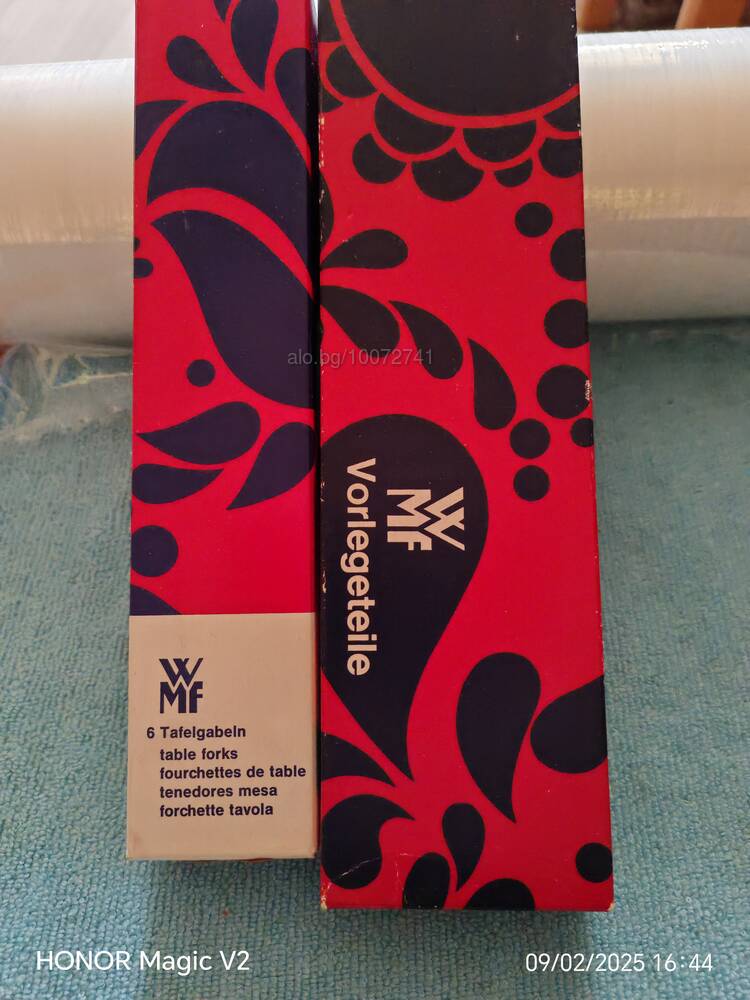 alo.bg/10072741
WMF
Vorlegeteile
WMF
6 Tafelgabeln
table forks
fourchettes de table
tenedores mesa
forchette tavola
HONOR Magic V2
09/02/2025 16:44